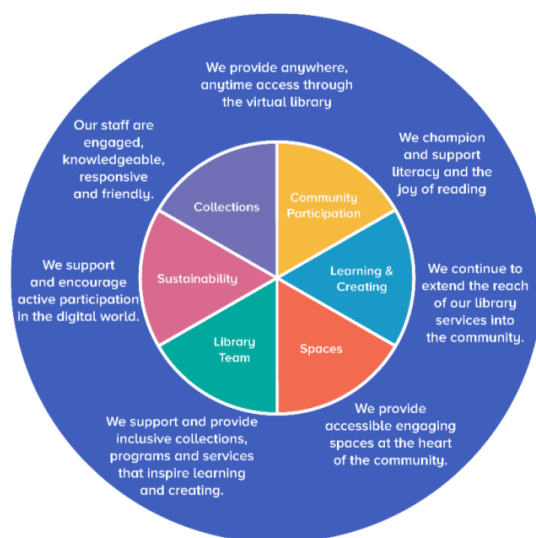 We provide anywhere,
anytime access through
the virtual library
We champion
and support
literacy and the
joy of reading
We continue to
extend the reach
of our library
services into
the community.
We provide
accessible engaging
spaces at the heart
of the community.
We support and provide
inclusive collections,
programs and services
that inspire learning
and creating.
We support
and encourage
active participation
in the digital world.
Our staff are
engaged,
knowledgeable,
responsive
and friendly.
Collections
Community
Participation
Learning &
Creating
Spaces
Library
Team
Sustainability